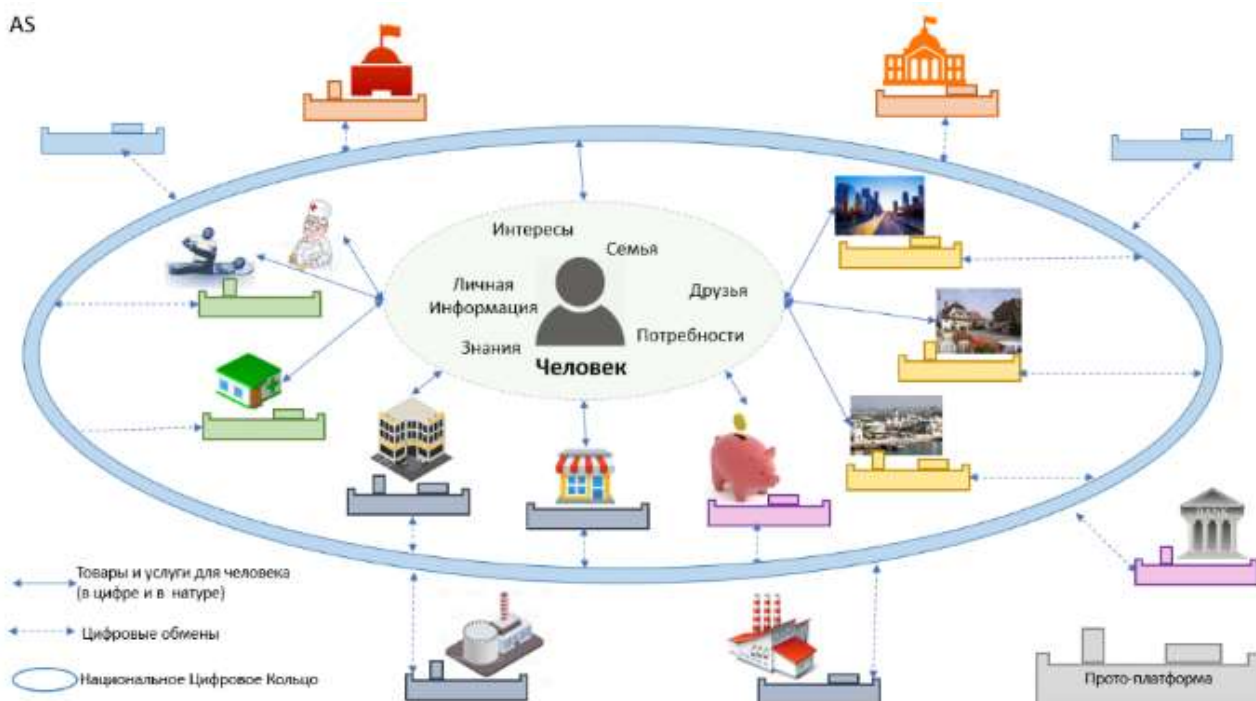 AS
Интересы
Семья
Личная
Информация
Друзья
Знания
Потребности
Человек
Товары и услуги для человека
(в цифре и в натуре)
Цифровые обмены
Национальное Цифровое Кольцо
Прото-платформа